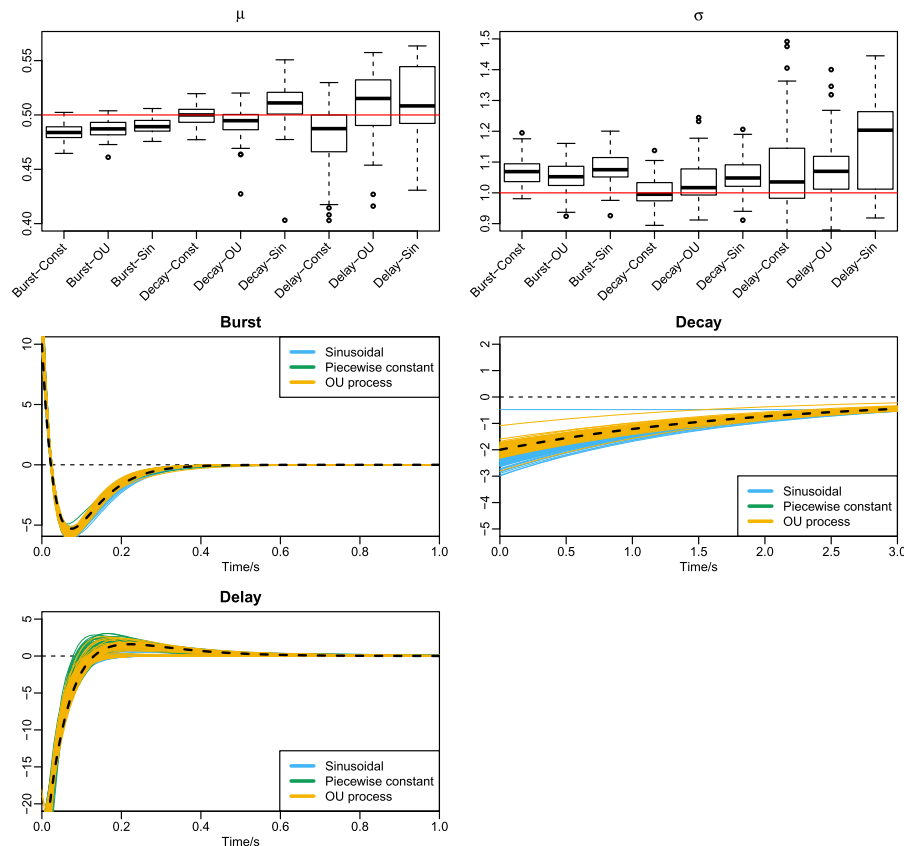 μ
0.40 0.45 0.50 0.55
Burst−Const
Burst−OU
Burst−Sin
Decay−Const
Decay−OU
Decay−Sin
Delay−Const
Delay−OU
Delay−Sin
σ
0.9 1.0 1.1 1.2 1.3 1.4 1.5
Burst−Const
Burst−OU
Burst−Sin
Decay−Const
Decay−OU
Decay−Sin
Delay−Const
Delay−OU
Delay−Sin
Burst
−5 0 5 10
Sinusoidal
Piecewise constant
OU process
0.0 0.2 0.4 0.6 0.8 1.0
Time/s
Decay
−5 −4 −3 −2 −1 0 1 2
Sinusoidal
Piecewise constant
OU process
0.0 0.5 1.0 1.5 2.0 2.5 3.0
Time/s
Delay
−20 −15 −10 −5 0 5
Sinusoidal
Piecewise constant
OU process
0.0 0.2 0.4 0.6 0.8 1.0
Time/s